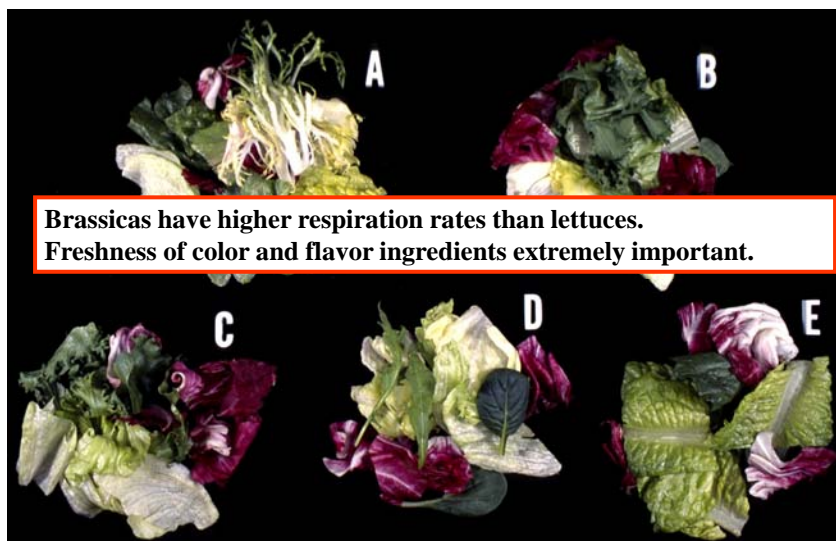 A
B
Brassicas have higher respiration rates than lettuces.
Freshness of color and flavor ingredients extremely important.
C
D
E